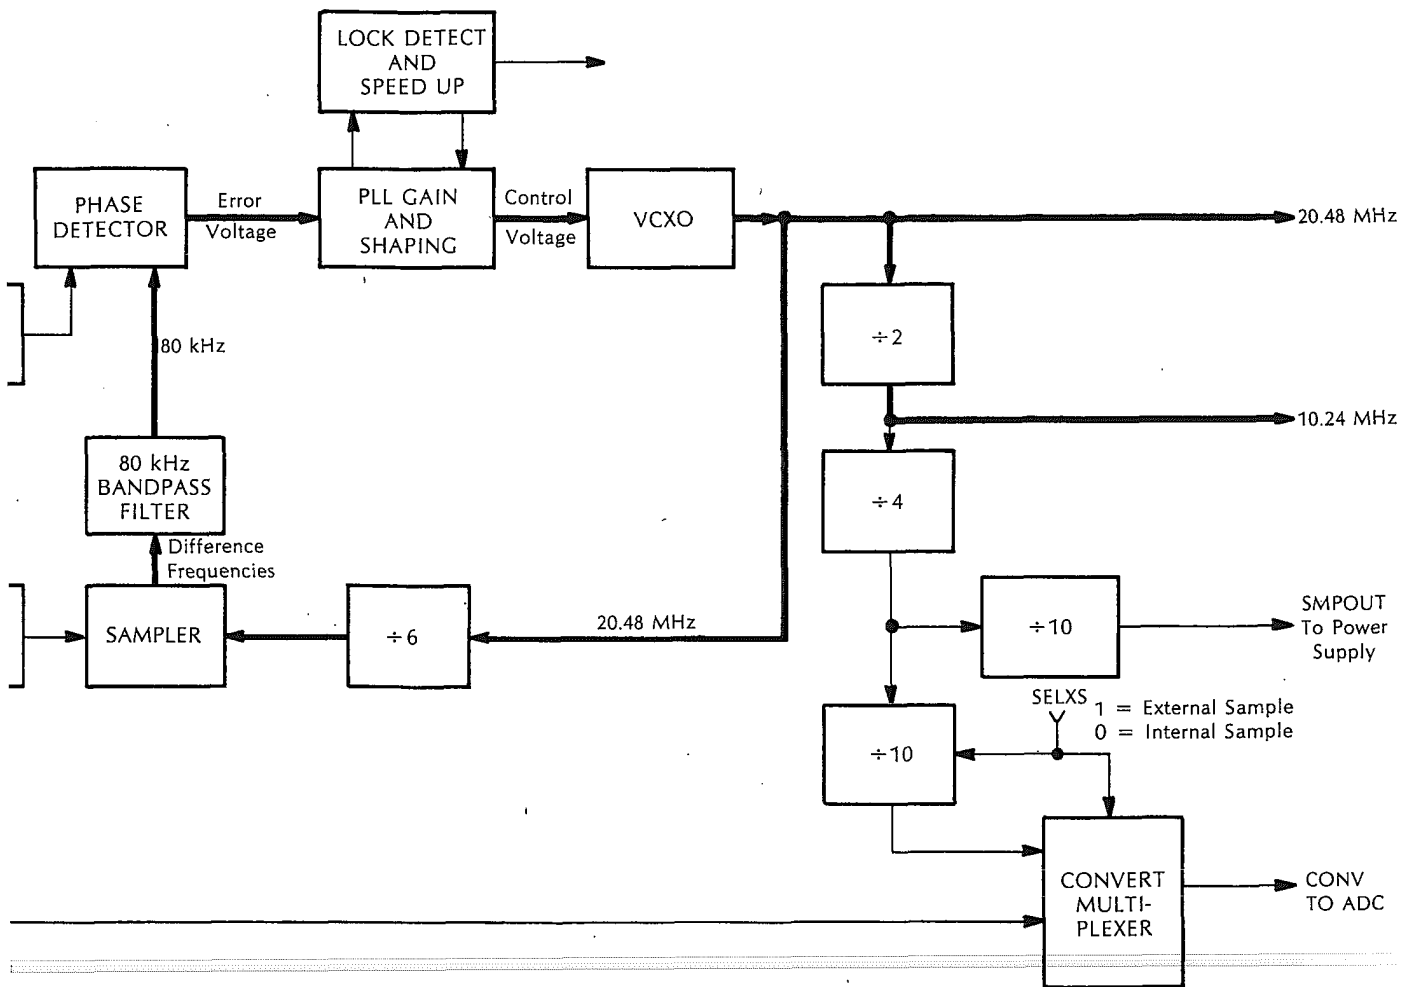 LOCK DETECT
AND
SPEED UP
PHASE
DETECTOR
Error
Voltage
PLL GAIN
AND
SHAPING
Control
Voltage
VCXO
20.48 MHz
÷2
80 kHz
10.24 MHz
80 kHz
BANDPASS
FILTER
÷4
Difference
Frequencies
SAMPLER
÷6
20.48 MHz
÷10
SMPOUT
To Power
Supply
SELXS
1 = External Sample
0 = Internal Sample
÷10
CONVERT
MULTI-
PLEXER
CONV
TO ADC